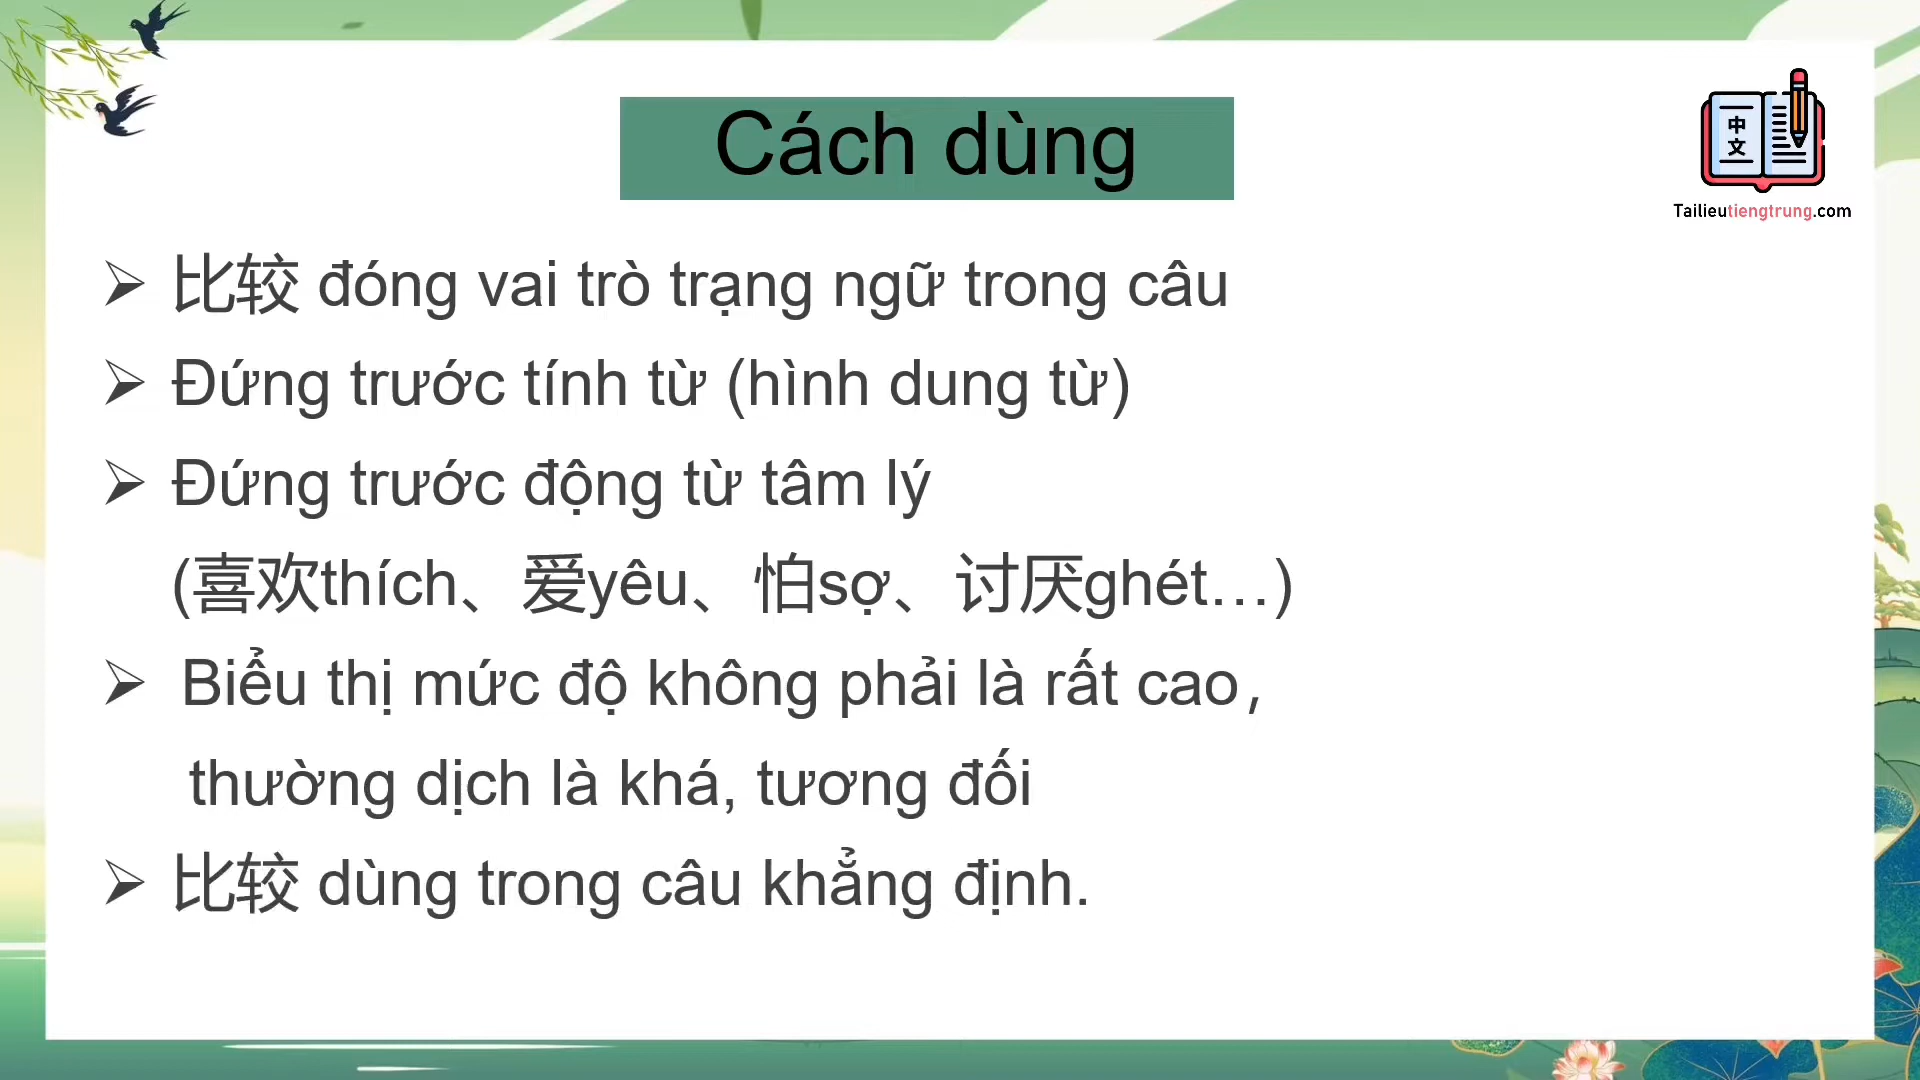 Cách dùng
中文
Tailieutiengtrung.com
➢ 比较 đóng vai trò trạng ngữ trong câu
➢ Đứng trước tính từ (hình dung từ)
➢ Đứng trước động từ tâm lý
(喜欢thích、爱yêu、怕sợ、讨厌ghét…)
➢ Biểu thị mức độ không phải là rất cao，
thường dịch là khá, tương đối
➢ 比较 dùng trong câu khẳng định.